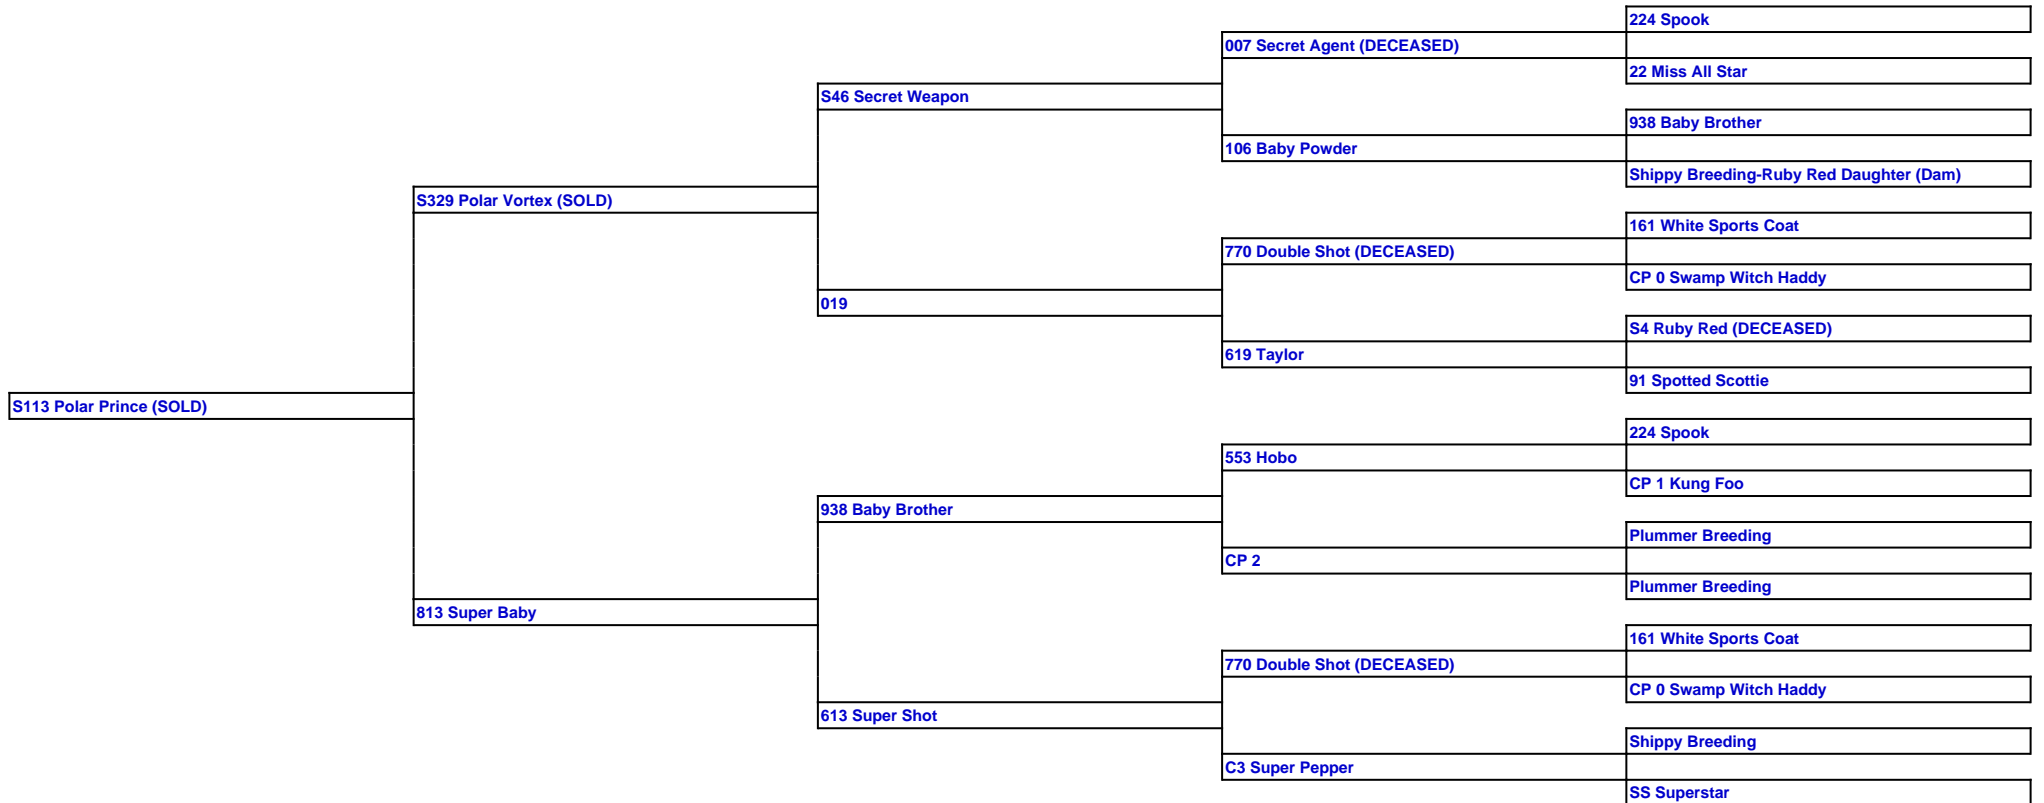 224 Spook
007 Secret Agent (DECEASED)
22 Miss All Star
S46 Secret Weapon
938 Baby Brother
106 Baby Powder
Shippy Breeding-Ruby Red Daughter (Dam)
S329 Polar Vortex (SOLD)
161 White Sports Coat
770 Double Shot (DECEASED)
CP 0 Swamp Witch Haddy
019
S4 Ruby Red (DECEASED)
619 Taylor
91 Spotted Scottie
S113 Polar Prince (SOLD)
224 Spook
553 Hobo
CP 1 Kung Foo
938 Baby Brother
Plummer Breeding
CP 2
Plummer Breeding
813 Super Baby
161 White Sports Coat
770 Double Shot (DECEASED)
CP 0 Swamp Witch Haddy
613 Super Shot
Shippy Breeding
C3 Super Pepper
SS Superstar